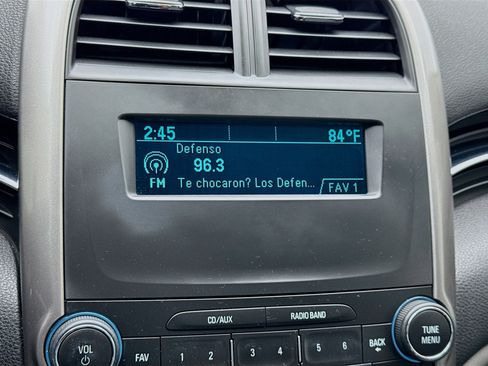 2:45 84°F
Defenso
96.3
FM Te chocaron? Los Defen... FAV 1
CD/AUX RADIO BAND
VOL FAV 1 2 3 4 5 6 BACK TUNE
MENU